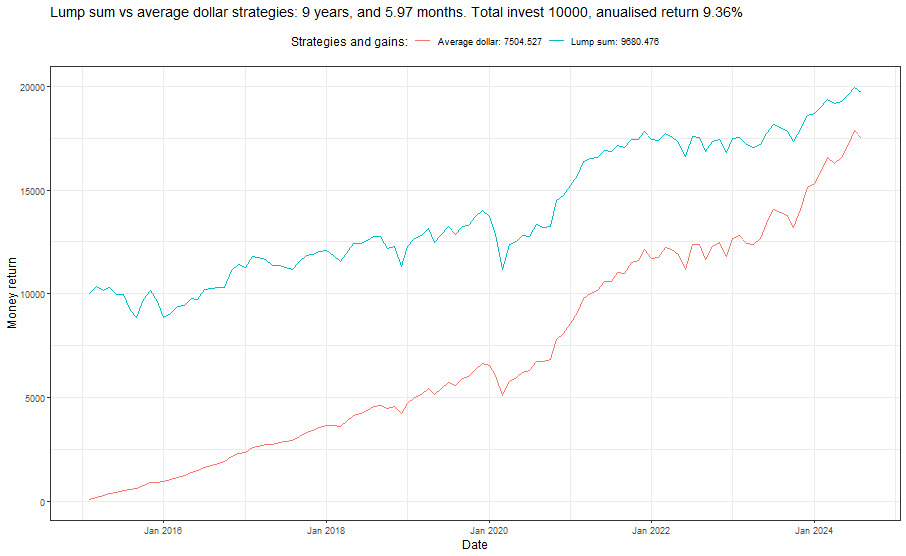 Lump sum vs average dollar strategies: 9 years, and 5.97 months. Total invest 10000, anualised return 9.36%
Strategies and gains: Average dollar: 7504.527 Lump sum: 9680.476
20000
15000
10000
5000
0
Money return
Jan 2016 Jan 2018 Jan 2020 Jan 2022 Jan 2024
Date